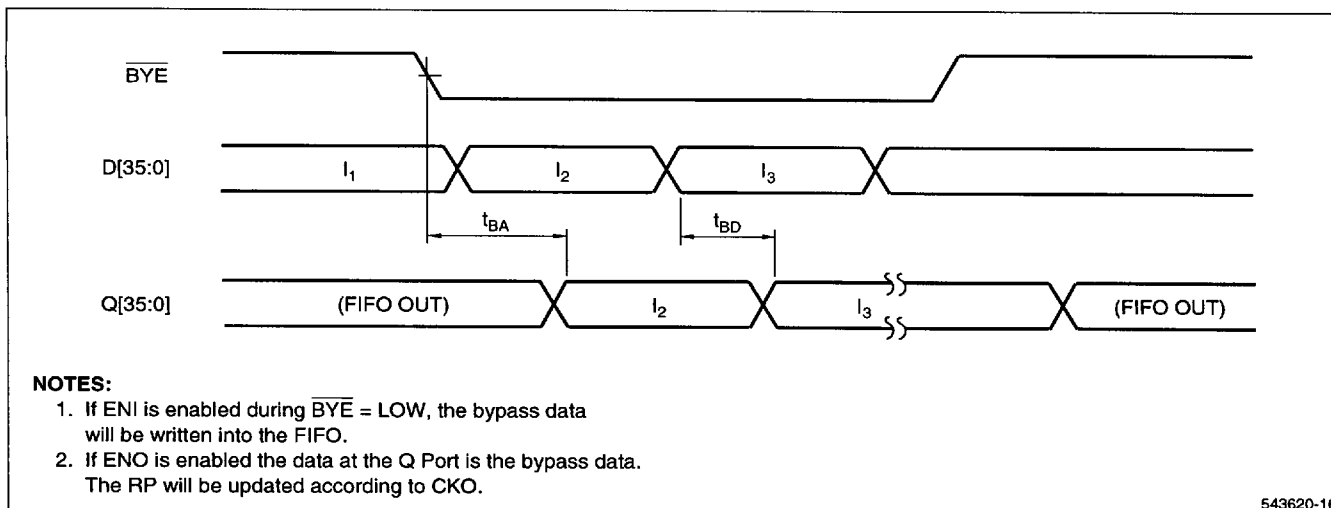 BYE
D[35:0] I1 I2 I3
tBA tBD
Q[35:0] (FIFO OUT) I2 I3 (FIFO OUT)
NOTES:
1. If ENI is enabled during BYE = LOW, the bypass data
will be written into the FIFO.
2. If ENO is enabled the data at the Q Port is the bypass data.
The RP will be updated according to CKO.
543620-16